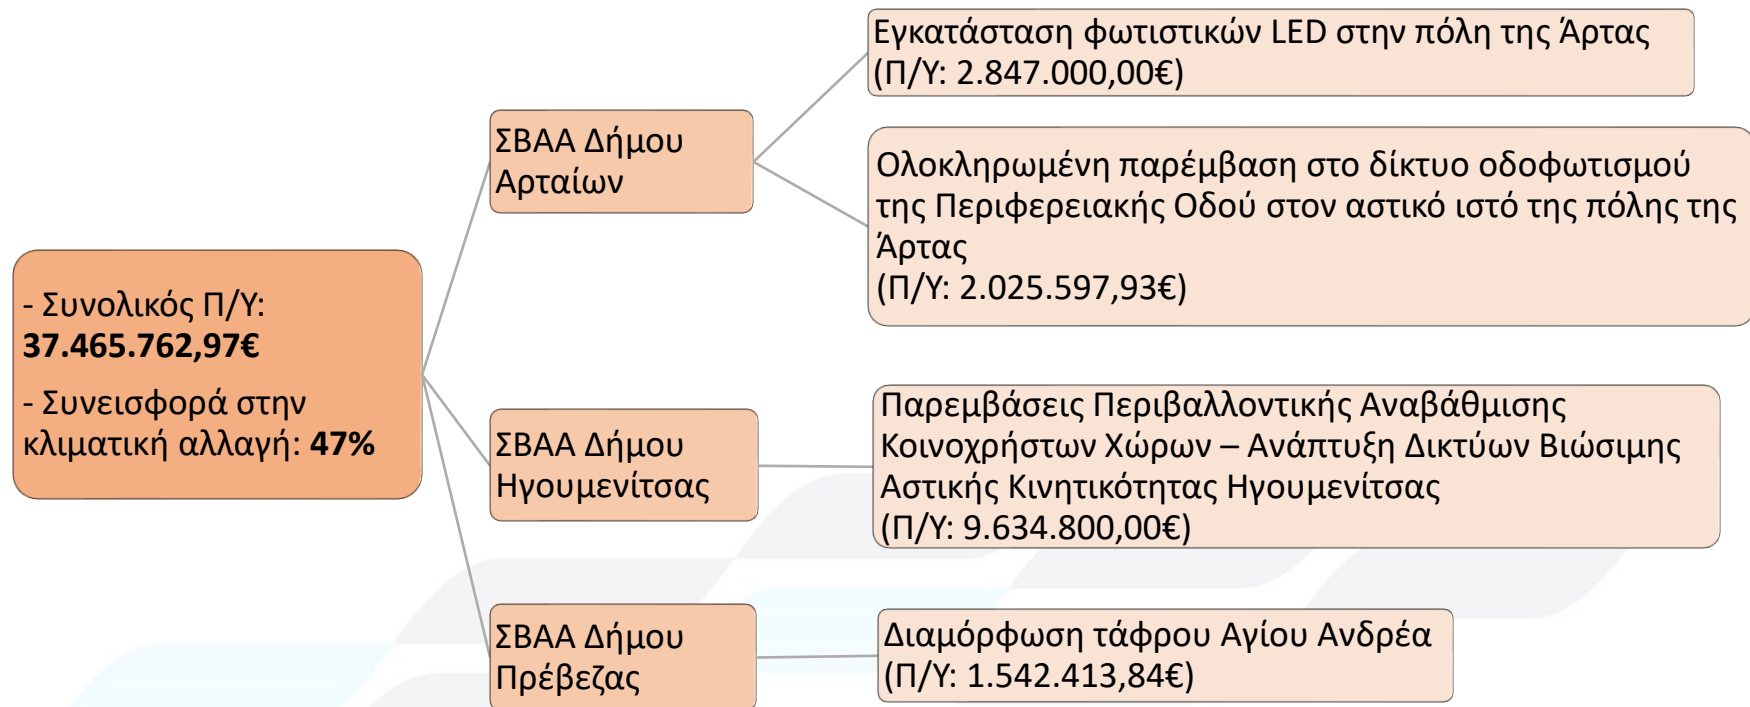 - Συνολικός Π/Υ:
37.465.762,97€
- Συνεισφορά στην
κλιματική αλλαγή: 47%
ΣΒΑΑ Δήμου
Αρταίων
Εγκατάσταση φωτιστικών LED στην πόλη της Άρτας
(Π/Υ: 2.847.000,00€)
Ολοκληρωμένη παρέμβαση στο δίκτυο οδοφωτισμού
της Περιφερειακής Οδού στον αστικό ιστό της πόλης της
Άρτας
(Π/Υ: 2.025.597,93€)
ΣΒΑΑ Δήμου
Ηγουμενίτσας
Παρεμβάσεις Περιβαλλοντικής Αναβάθμισης
Κοινοχρήστων Χώρων – Ανάπτυξη Δικτύων Βιώσιμης
Αστικής Κινητικότητας Ηγουμενίτσας
(Π/Υ: 9.634.800,00€)
ΣΒΑΑ Δήμου
Πρέβεζας
Διαμόρφωση τάφρου Αγίου Ανδρέα
(Π/Υ: 1.542.413,84€)